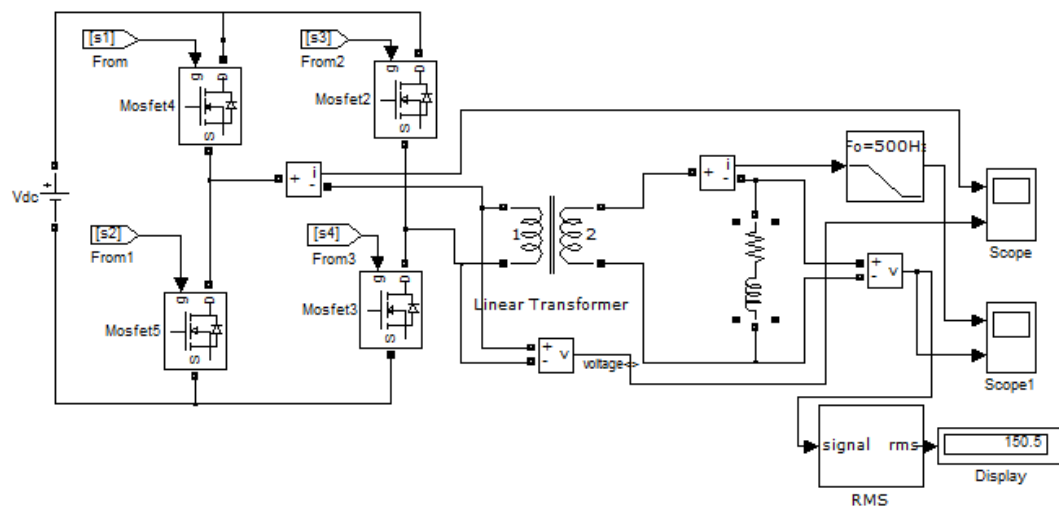 [s1]
From
[s3]
From2
g
D
Mosfet4
S
g
D
Mosfet2
S
Vdc
+
+
i
-
+
i
-
Fo=500Hz
Scope
[s2]
From1
[s4]
From3
1
2
Linear Transformer
g
D
Mosfet5
S
g
D
Mosfet3
S
+
-
v
voltage<>
+
-
v
Scope1
signal
rms
RMS
150.5
Display